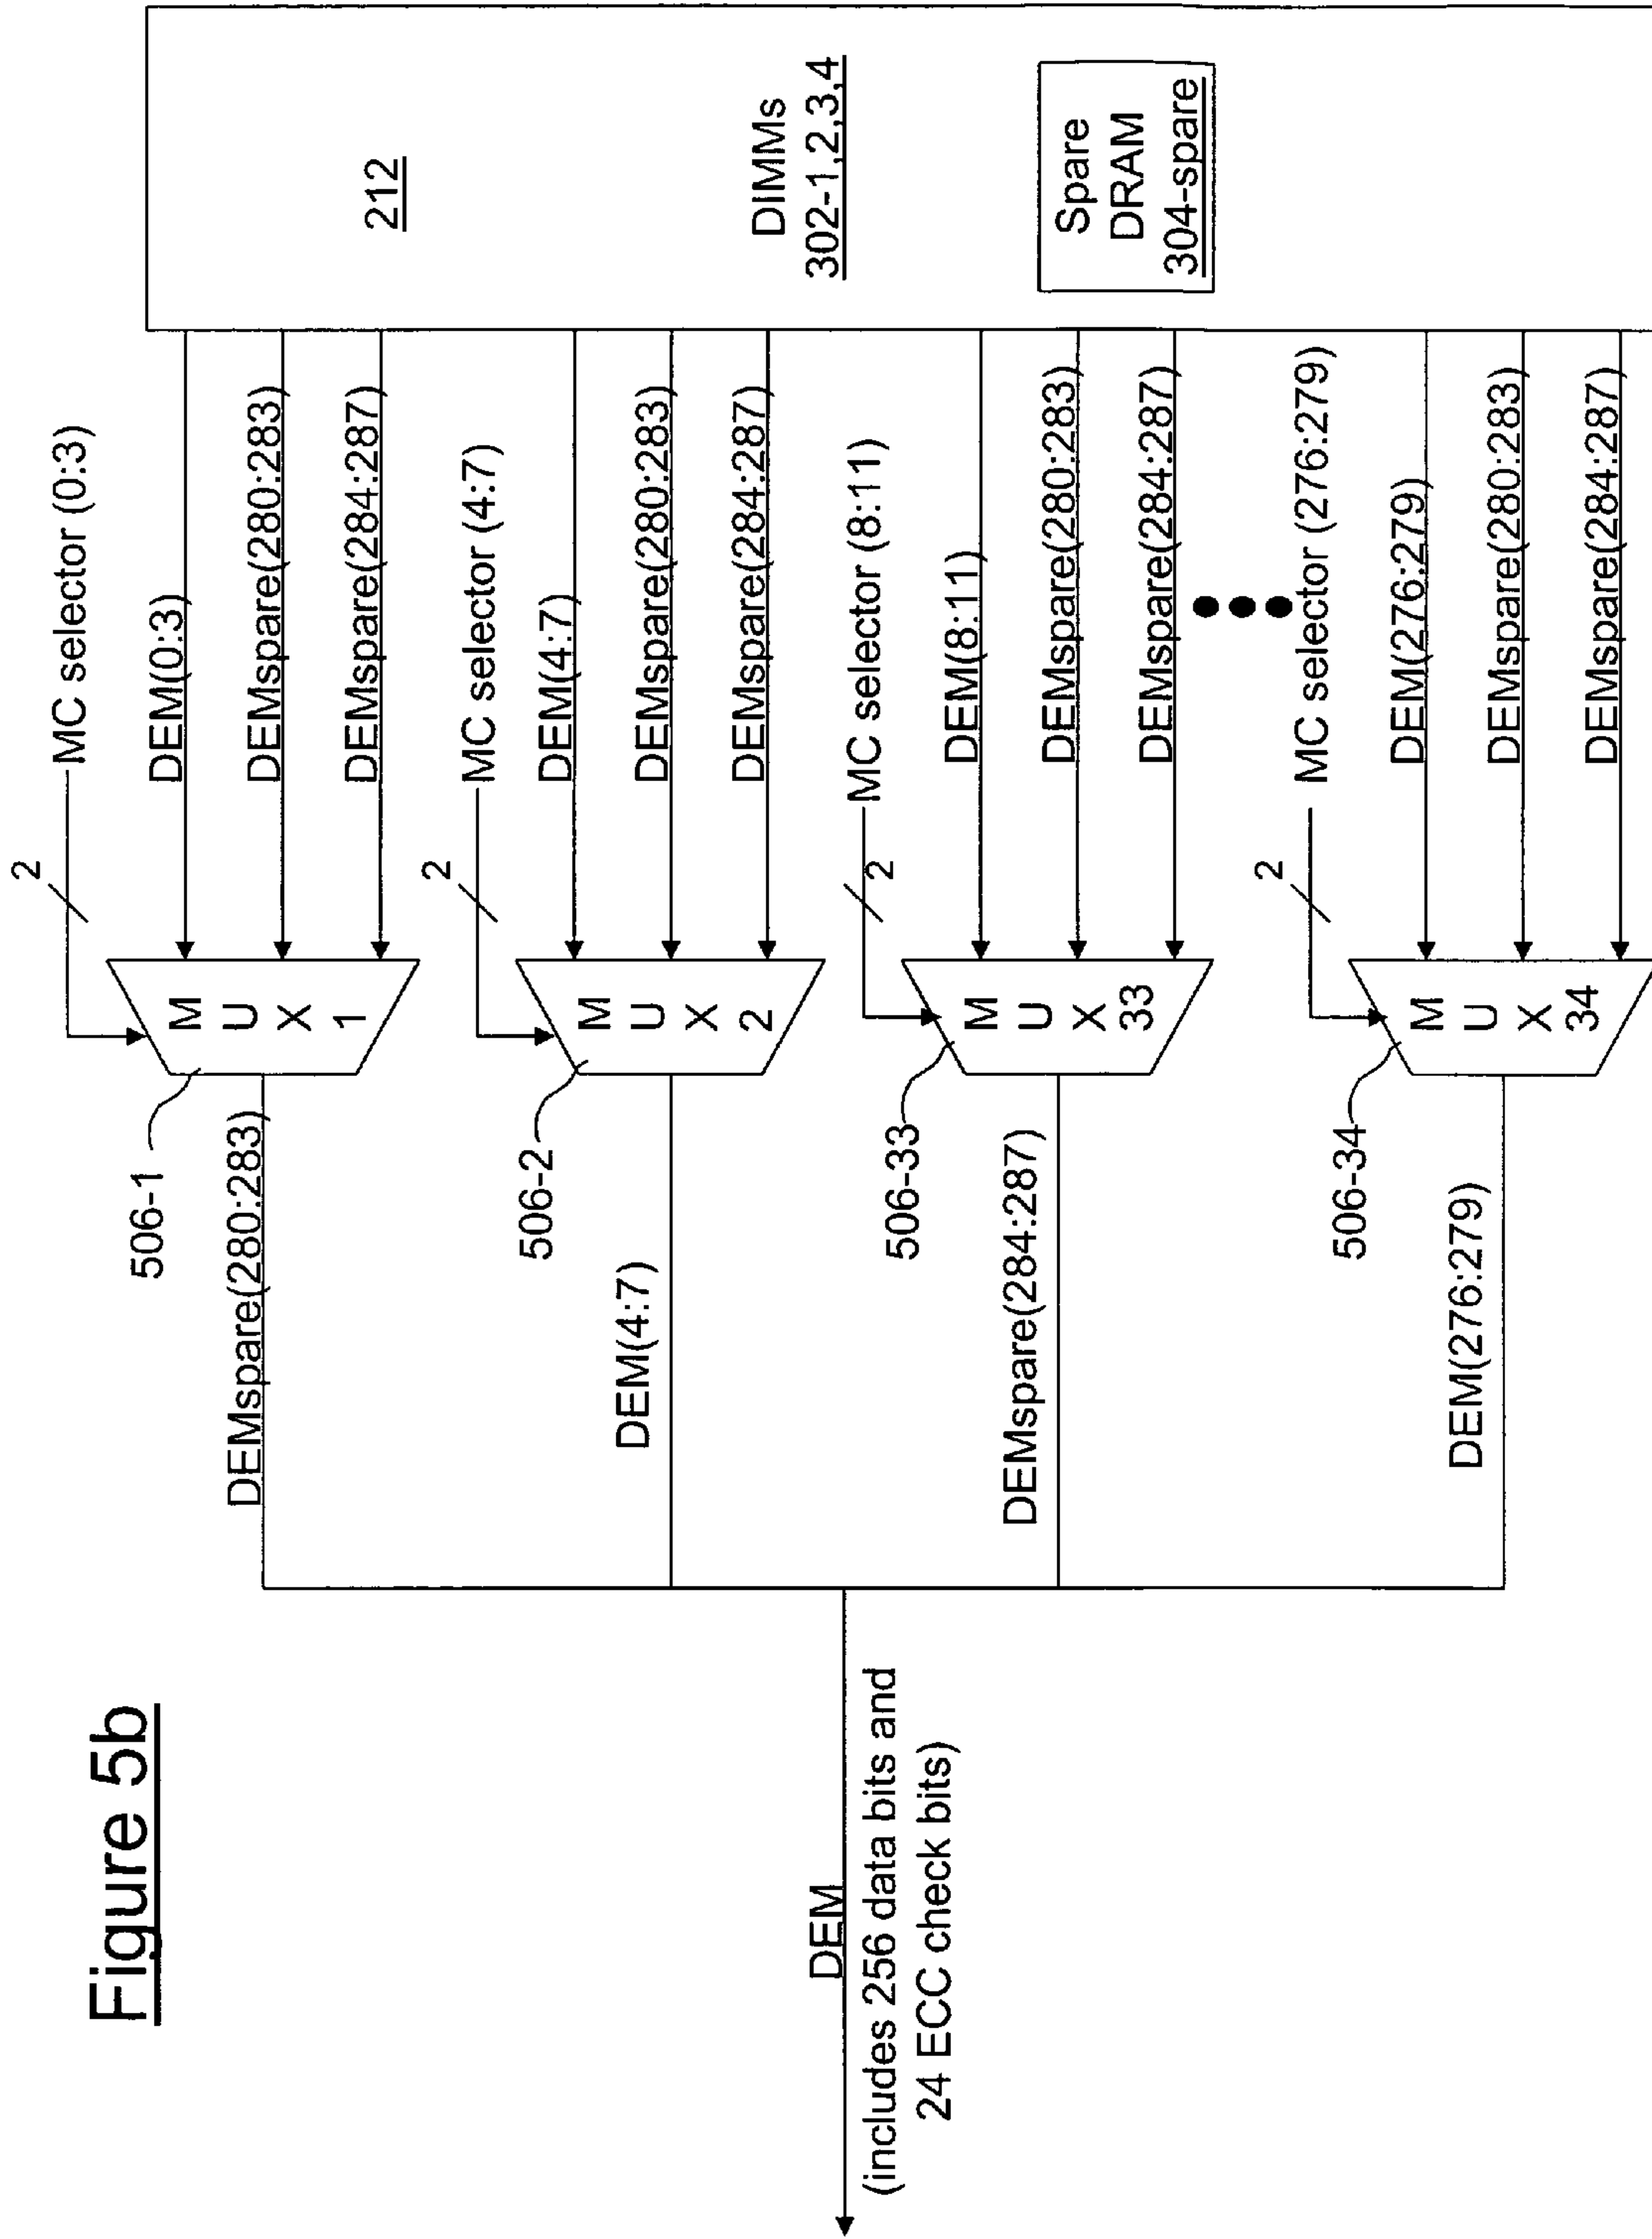 Figure 5b
212
DIMMs
302-1,2,3,4
Spare
DRAM
304-spare
MC selector (0:3)
2
DEM(0:3)
DEMspare(280:283)
DEMspare(284:287)
M
U
X
1
506-1
DEMspare(280:283)
MC selector (4:7)
2
DEM(4:7)
DEMspare(280:283)
DEMspare(284:287)
M
U
X
2
506-2
DEM(4:7)
MC selector (8:11)
2
DEM(8:11)
DEMspare(280:283)
DEMspare(284:287)
M
U
X
33
506-33
DEMspare(284:287)
MC selector (276:279)
2
DEM(276:279)
DEMspare(280:283)
DEMspare(284:287)
M
U
X
34
506-34
DEM(276:279)
DEM
(includes 256 data bits and
24 ECC check bits)